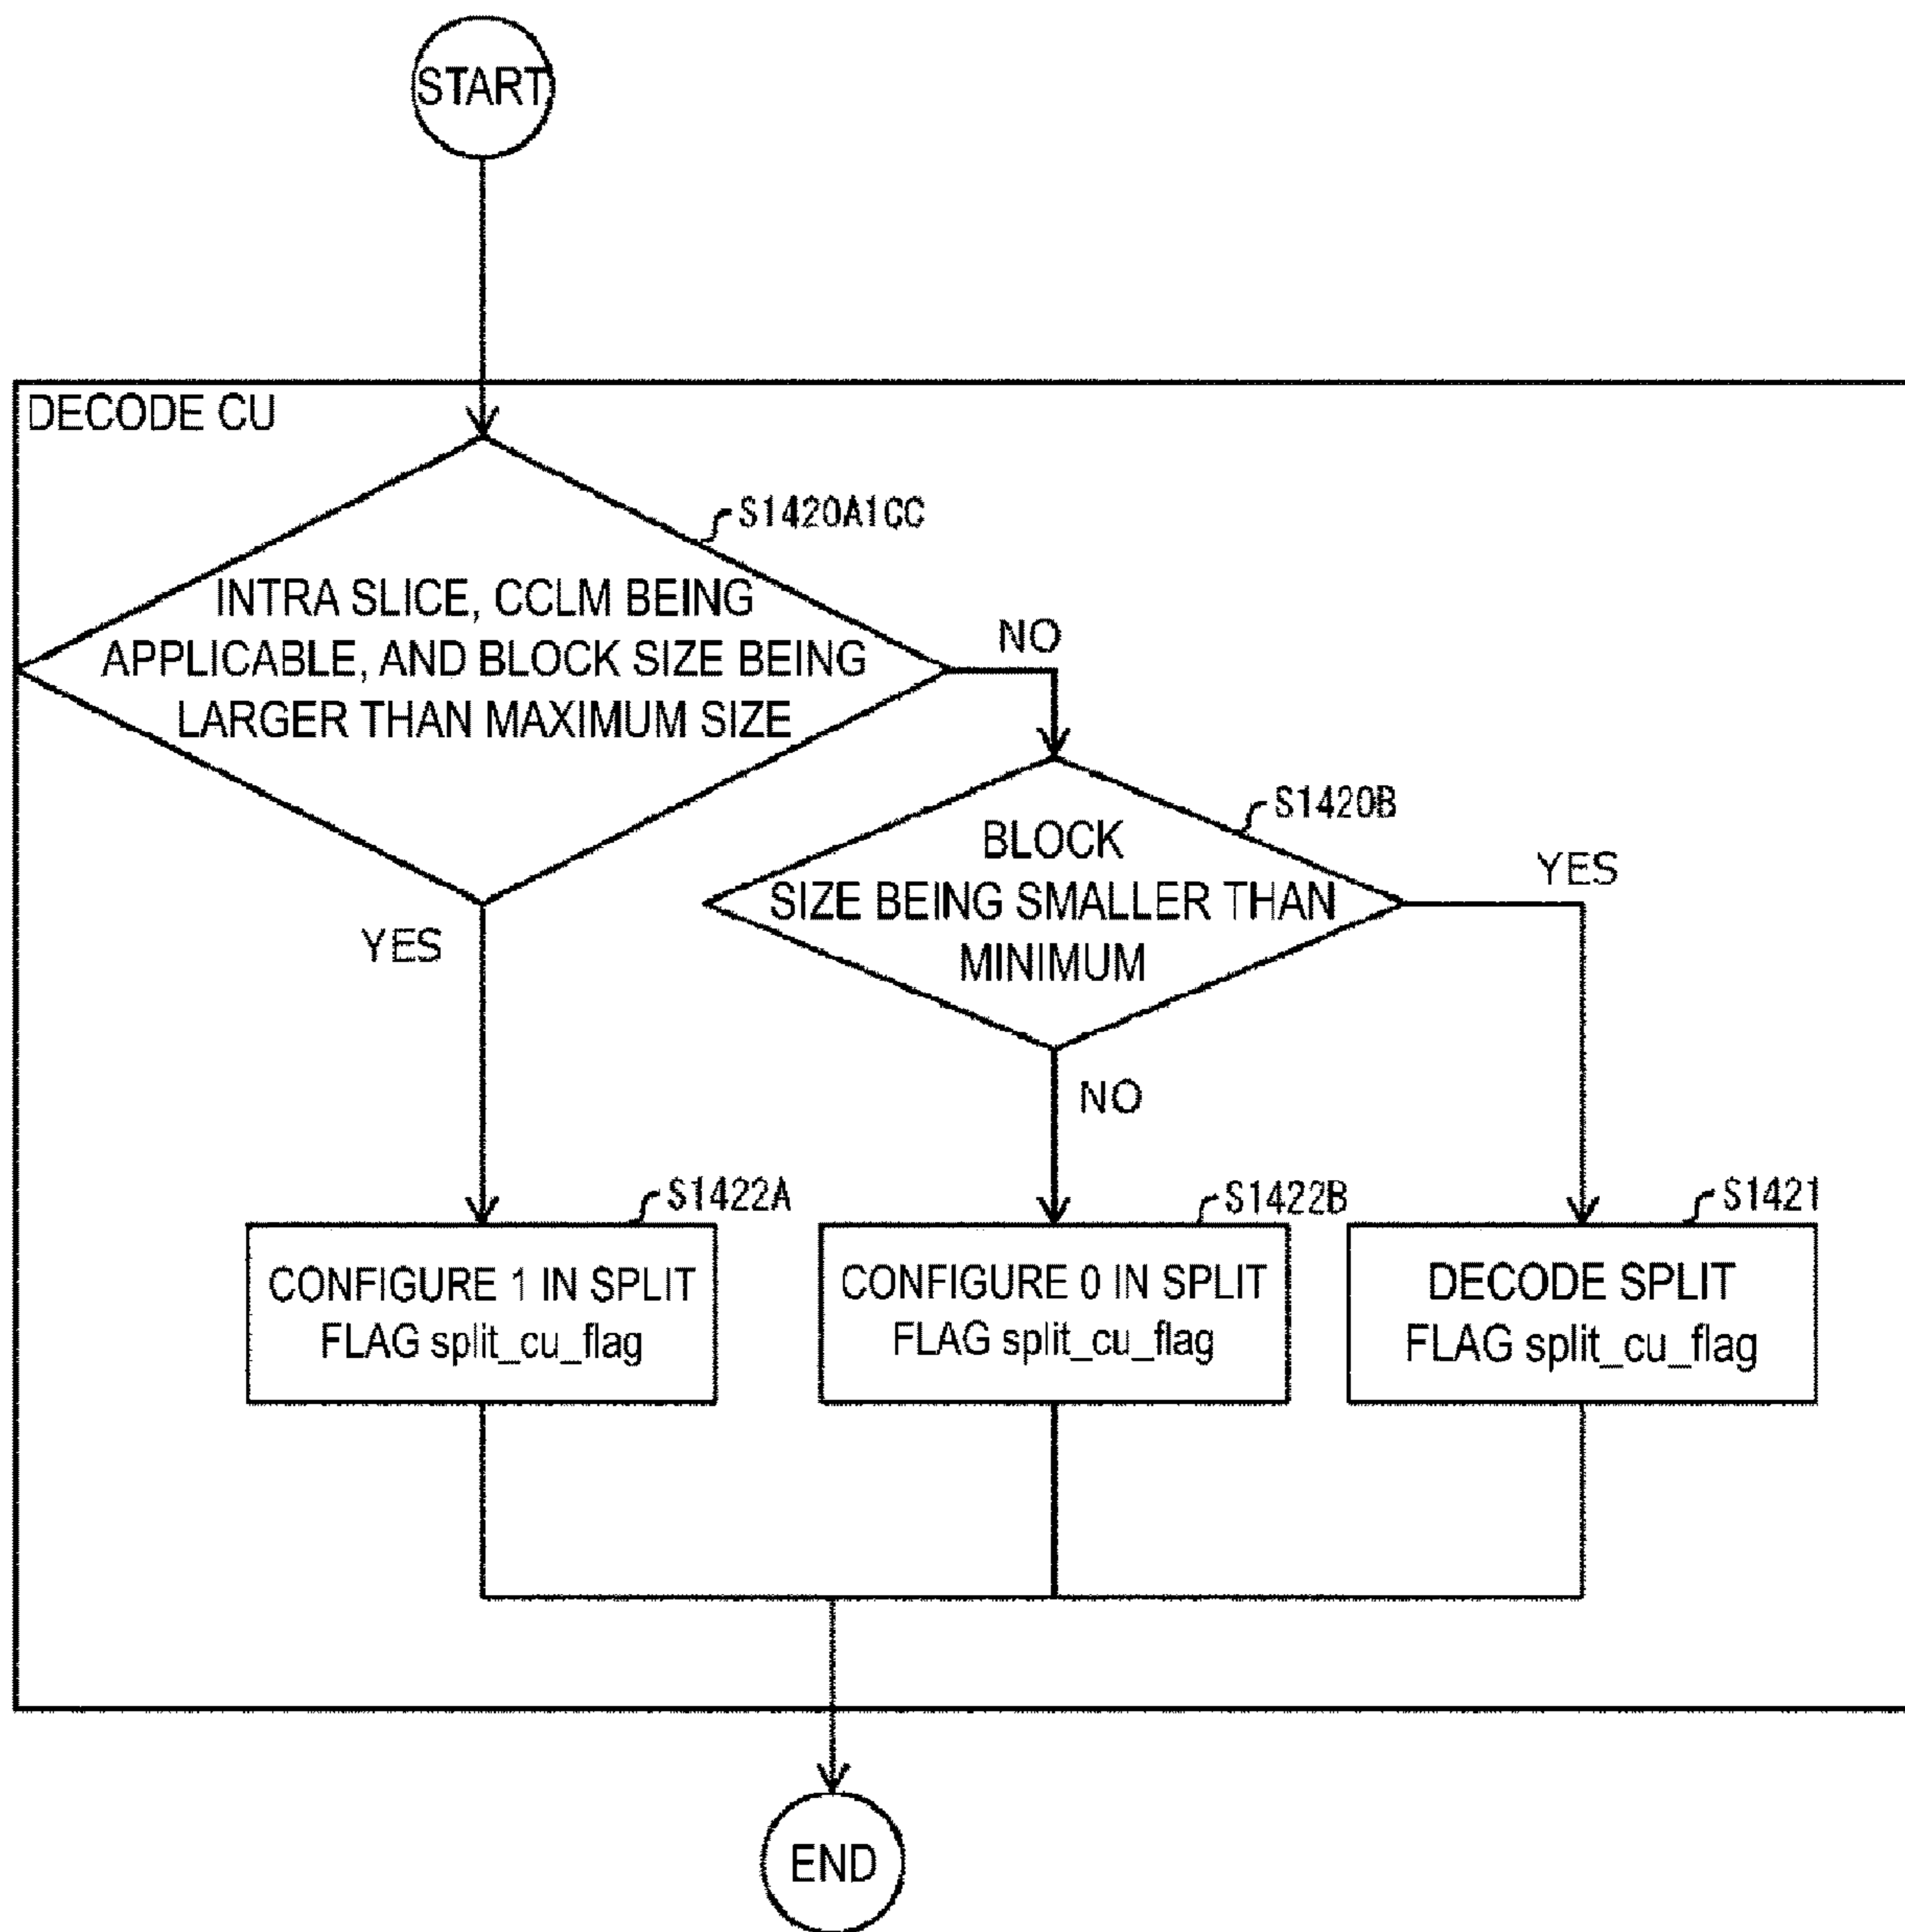 START
DECODE CU
S1420A1CC
INTRA SLICE, CCLM BEING
APPLICABLE, AND BLOCK SIZE BEING
LARGER THAN MAXIMUM SIZE
NO
S1420B
BLOCK
SIZE BEING SMALLER THAN
MINIMUM
YES
YES
NO
S1422A
CONFIGURE 1 IN SPLIT
FLAG split_cu_flag
S1422B
CONFIGURE 0 IN SPLIT
FLAG split_cu_flag
S1421
DECODE SPLIT
FLAG split_cu_flag
END